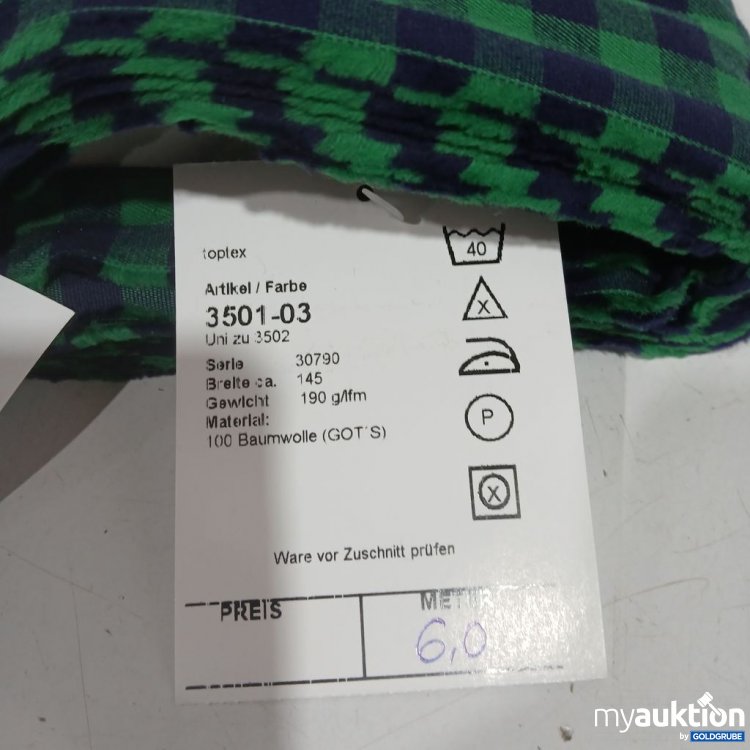 toptex
Artikel / Farbe
3501-03
Uni zu 3502
Serie 30790
Breite ca. 145
Gewicht 190 g/lfm
Material:
100 Baumwolle (GOT´S)
40
X
P
X
Ware vor Zuschnitt prüfen
PREIS
6,0
myauktion
by GOLDGRUBE